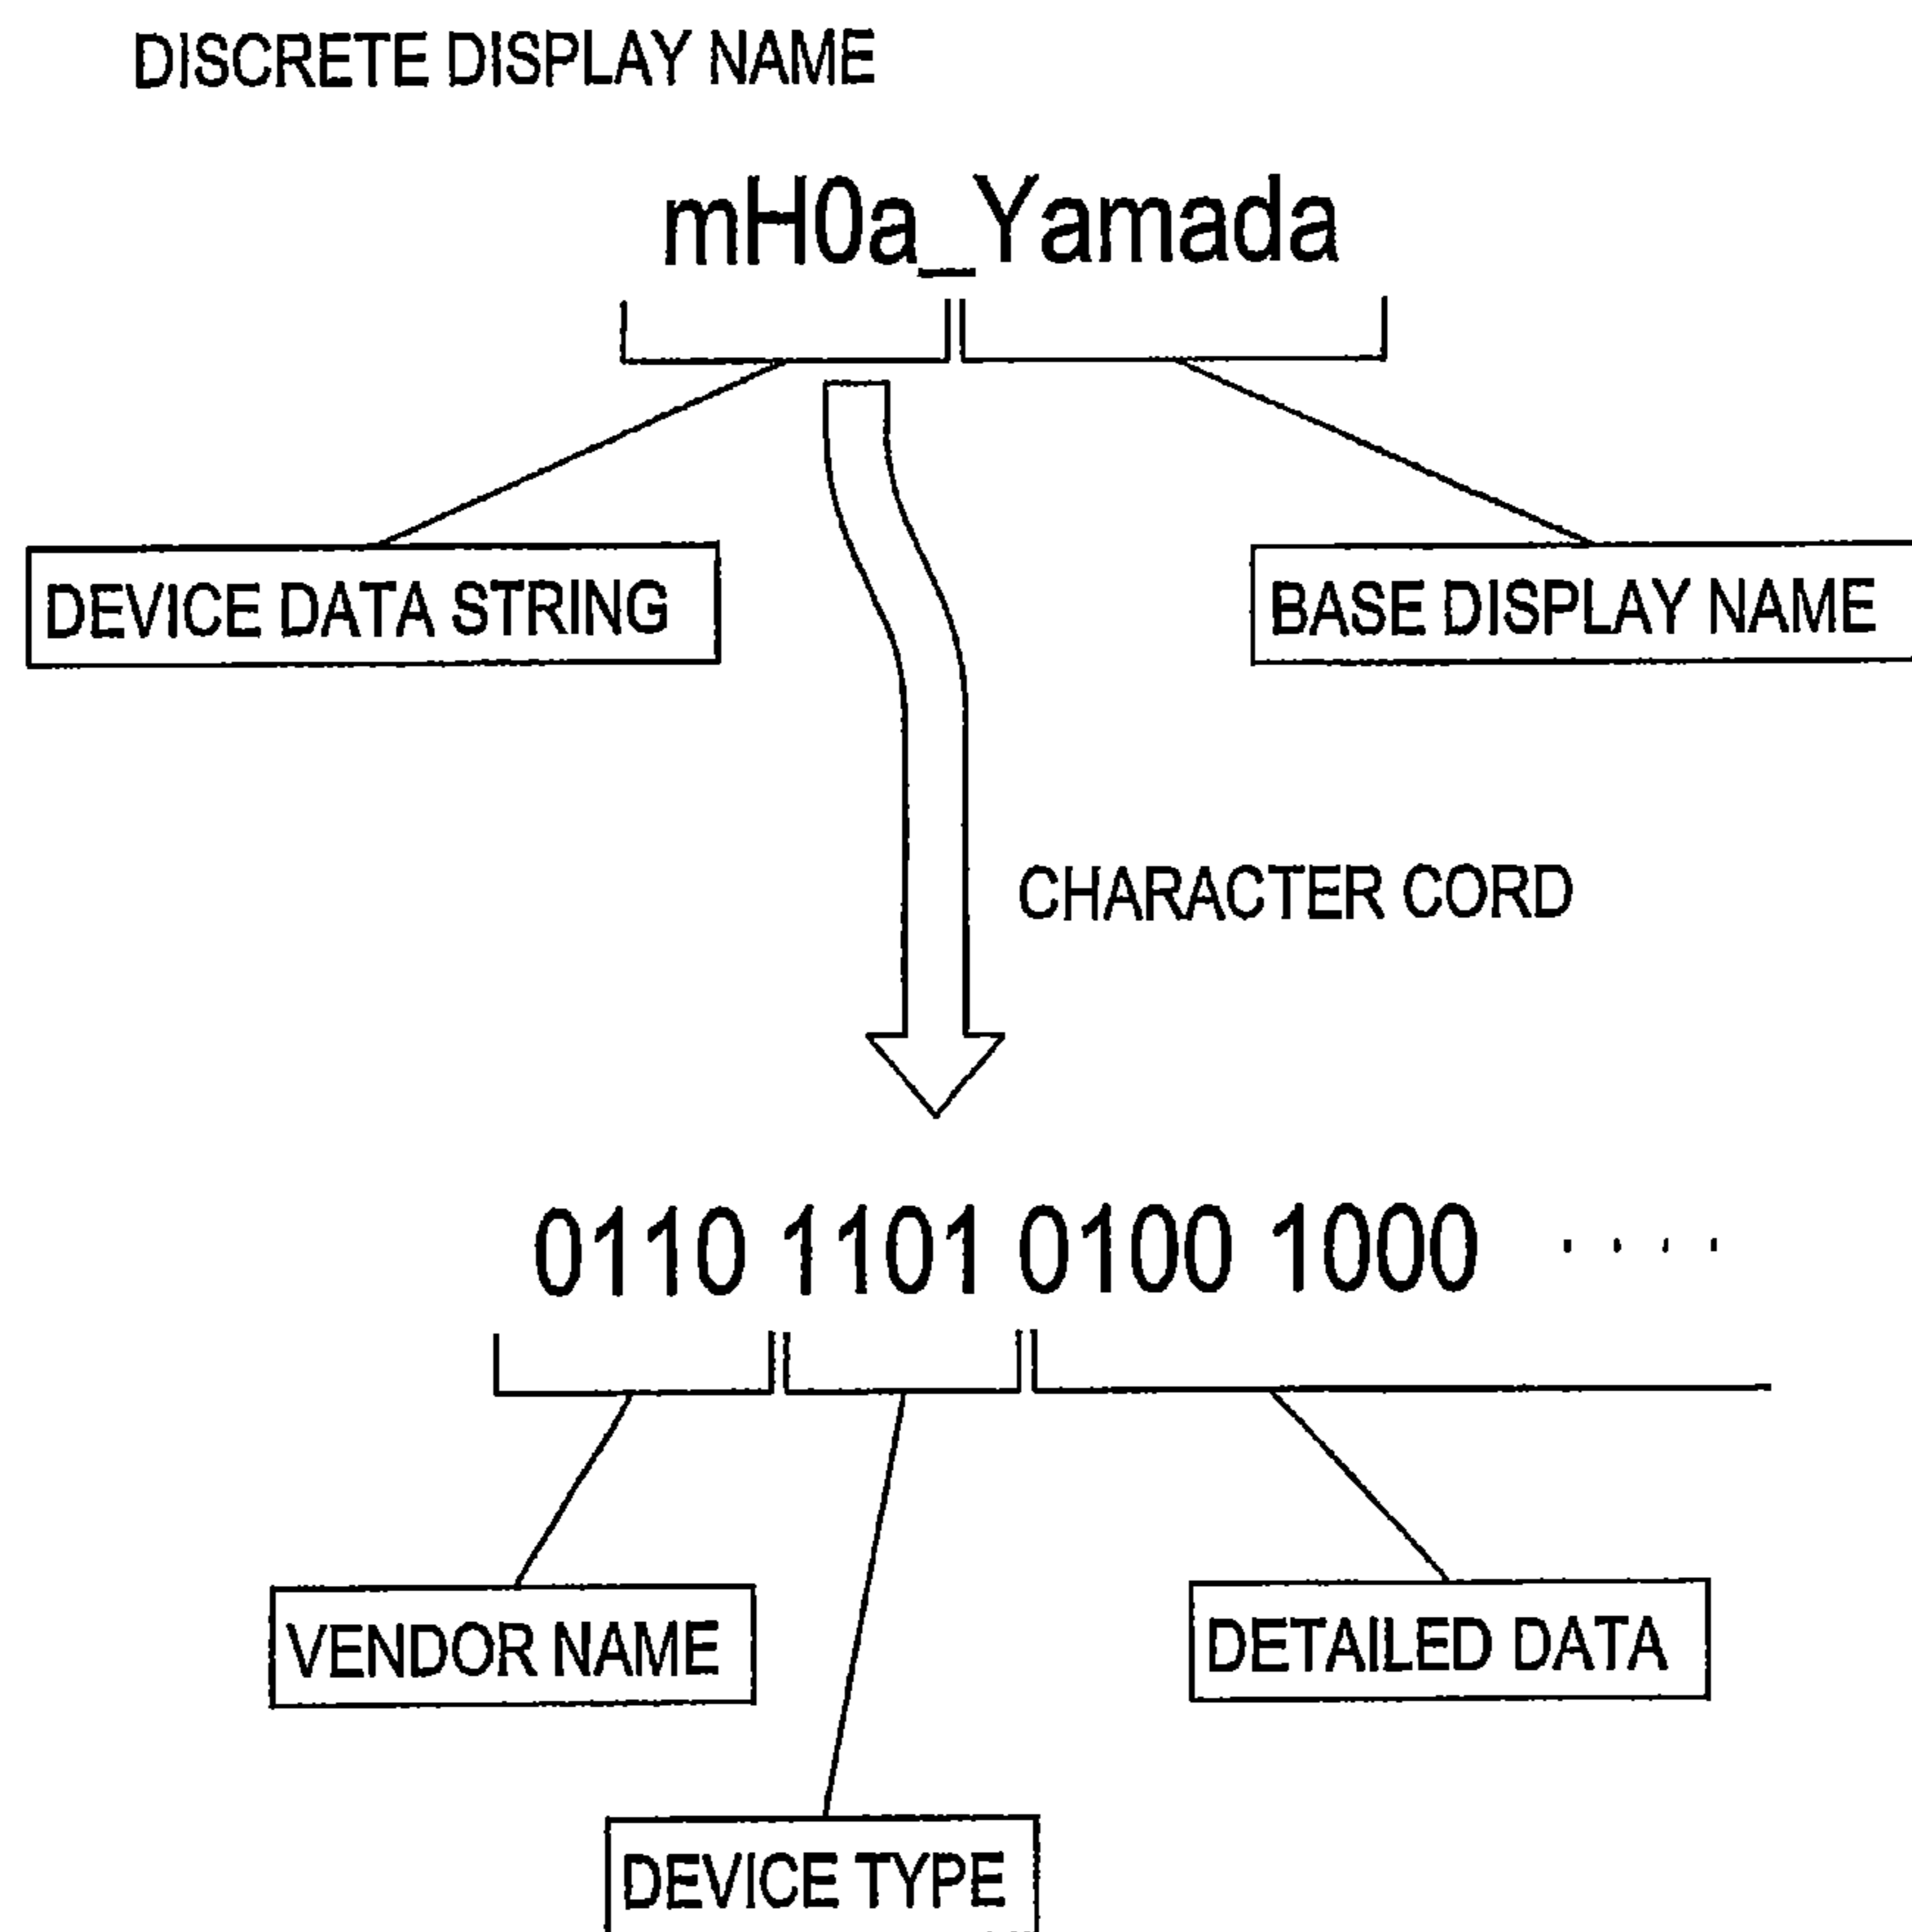 DISCRETE DISPLAY NAME
mH0a_Yamada
DEVICE DATA STRING
BASE DISPLAY NAME
CHARACTER CORD
0110 1101 0100 1000 ····
VENDOR NAME
DETAILED DATA
DEVICE TYPE